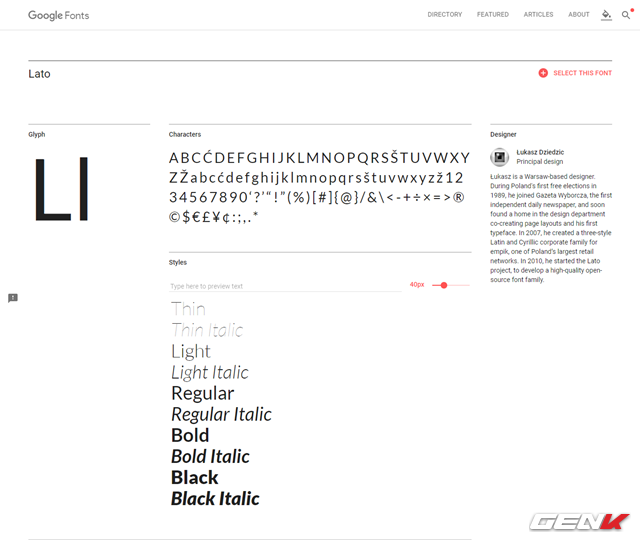 Google Fonts
DIRECTORY FEATURED ARTICLES ABOUT
Lato
SELECT THIS FONT
Glyph
Ll
Characters
ABCĆDEFGHIJKLMNOPQRSŠTUVWXY
ZŽabcćdefghijklmnopqrsštuvwxyzž12
34567890‘?’“!”(%)[#]{@}/&\<-+÷×=>®
©$€£¥¢:;,.*
Styles
Type here to preview text
40px
Thin
Thin Italic
Light
Light Italic
Regular
Regular Italic
Bold
Bold Italic
Black
Black Italic
Designer
Łukasz Dziedzic
Principal design
Łukasz is a Warsaw-based designer.
During Poland's first free elections in
1989, he joined Gazeta Wyborcza, the first
independent daily newspaper, and soon
found a home in the design department
co-creating page layouts and his first
typeface. In 2007, he created a three-style
Latin and Cyrillic corporate family for
empik, one of Poland's largest retail
networks. In 2010, he started the Lato
project, to develop a high-quality open-
source font family.
GENK